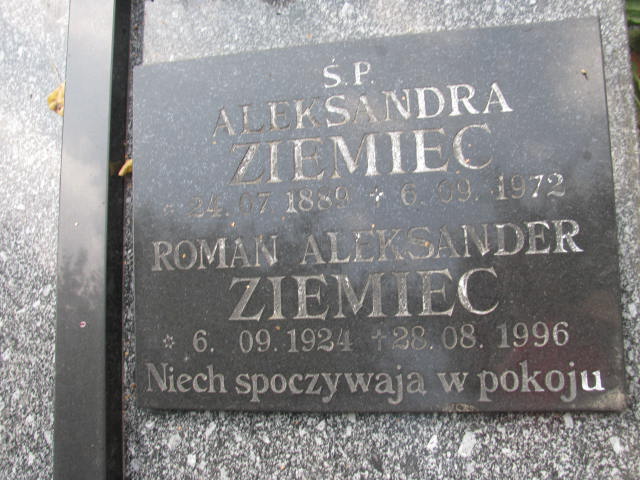 Ś.P.
ALEKSANDRA
ZIEMIEC
* 24. 07 1889 + 6. 09. 1972
ROMAN ALEKSANDER
ZIEMIEC
* 6. 09. 1924 +28. 08. 1996
Niech spoczywają w pokoju